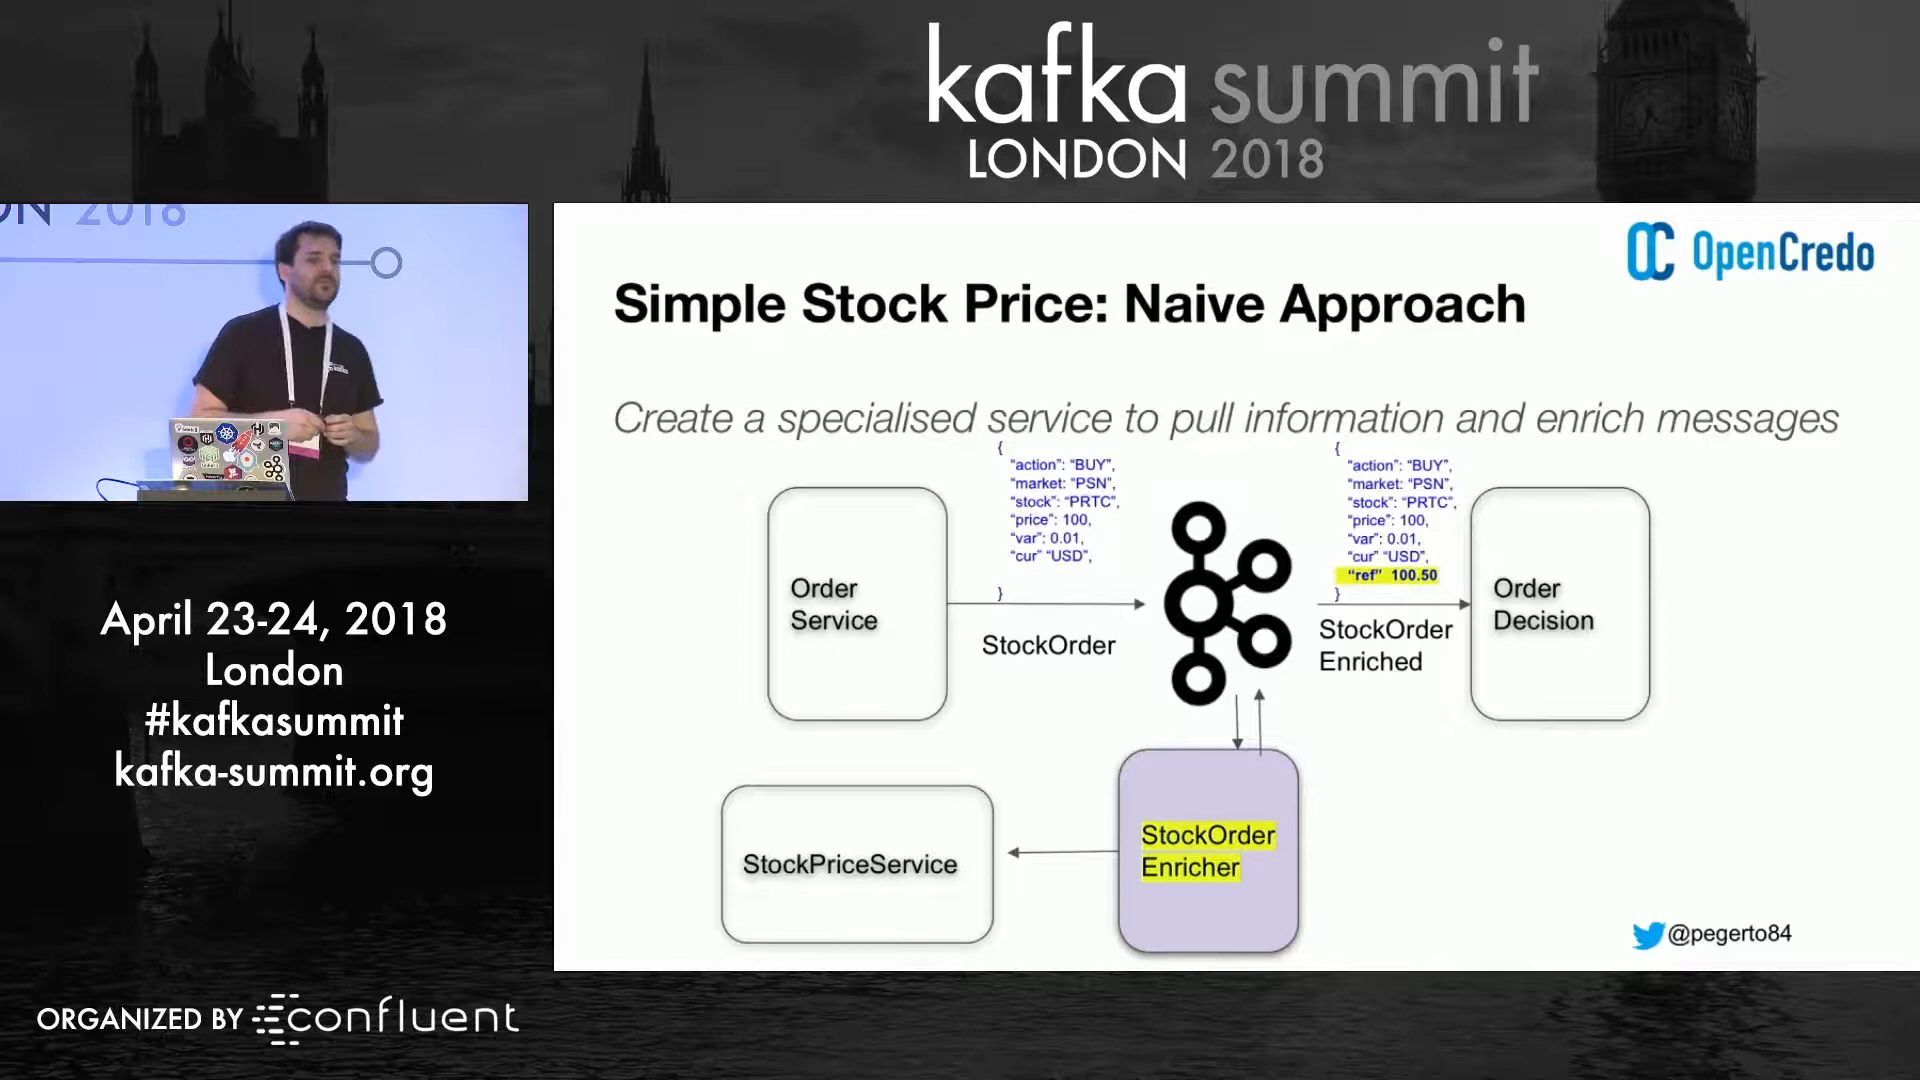 kafka summit
LONDON 2018
ON 2018
OpenCredo
Simple Stock Price: Naive Approach
Create a specialised service to pull information and enrich messages
{
"action": "BUY",
"market: "PSN",
"stock": "PRTC",
"price": 100,
"var": 0.01,
"cur" "USD",
}
{
"action": "BUY",
"market: "PSN",
"stock": "PRTC",
"price": 100,
"var": 0.01,
"cur" "USD",
"ref" 100.50
}
Order
Service
StockOrder
StockOrder
Enriched
Order
Decision
StockPriceService
StockOrder
Enricher
@pegerto84
April 23-24, 2018
London
#kafkasummit
kafka-summit.org
ORGANIZED BY confluent